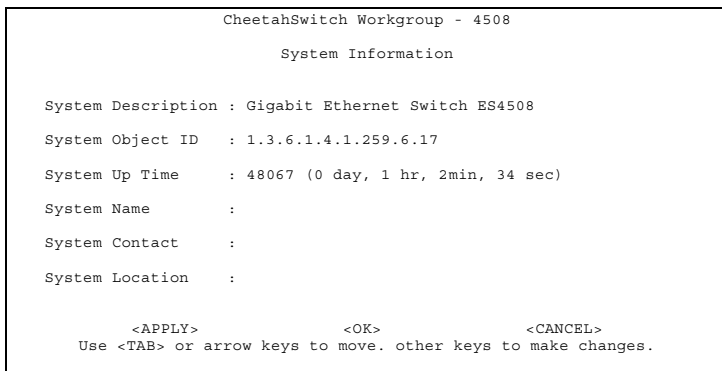 CheetahSwitch Workgroup - 4508
System Information
System Description : Gigabit Ethernet Switch ES4508
System Object ID : 1.3.6.1.4.1.259.6.17
System Up Time : 48067 (0 day, 1 hr, 2min, 34 sec)
System Name :
System Contact :
System Location :
<APPLY> <OK> <CANCEL>
Use <TAB> or arrow keys to move. other keys to make changes.